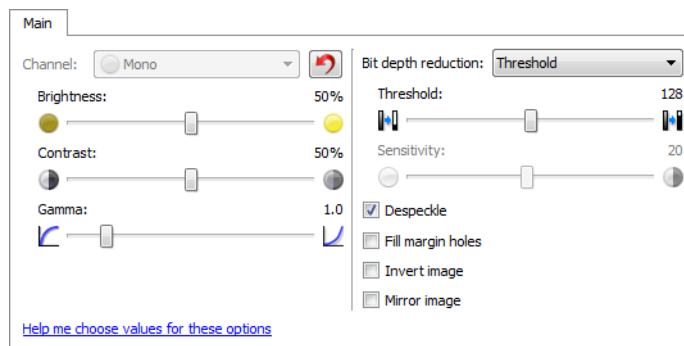 Main
Channel: Mono
Brightness: 50%
Contrast: 50%
Gamma: 1.0
Help me choose values for these options
Bit depth reduction: Threshold
Threshold: 128
Sensitivity: 20
Despeckle
Fill margin holes
Invert image
Mirror image